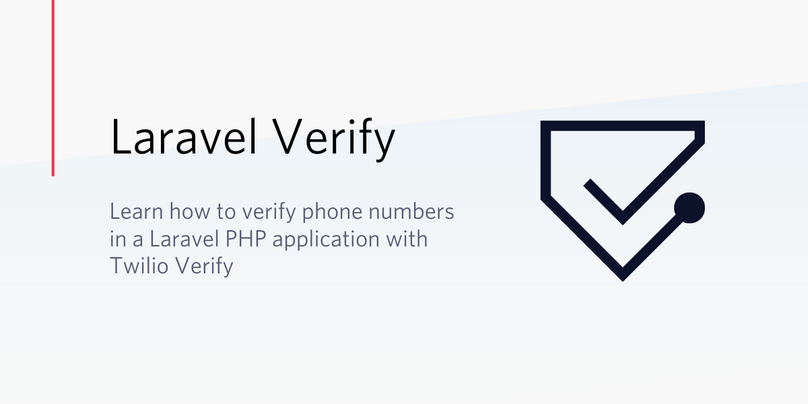 Laravel Verify
Learn how to verify phone numbers
in a Laravel PHP application with
Twilio Verify